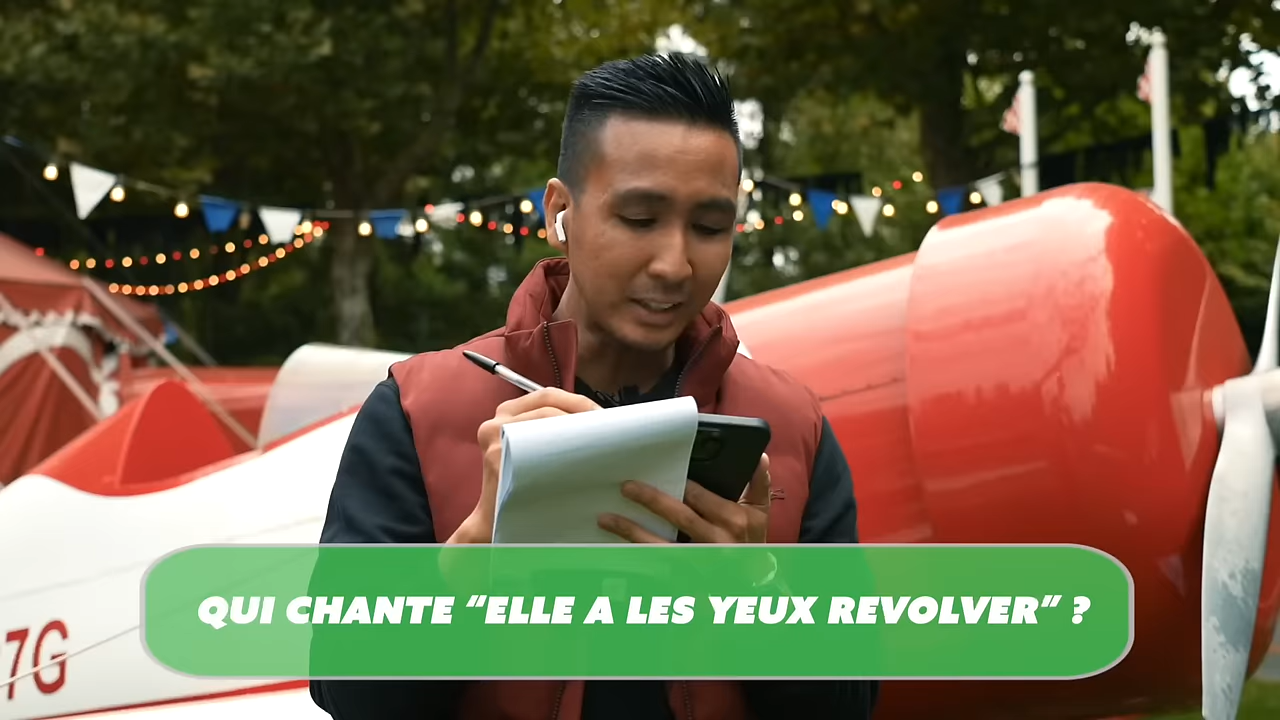 7G
QUI CHANTE “ELLE A LES YEUX REVOLVER” ?